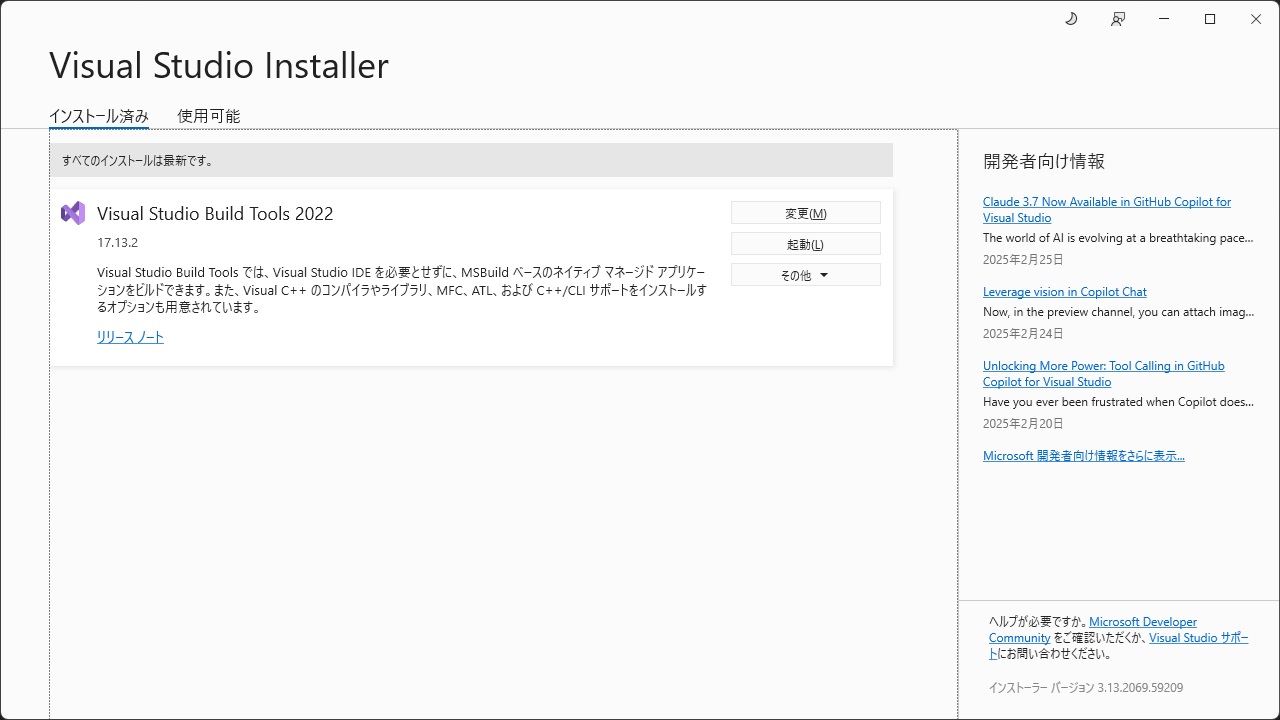 Visual Studio Installer
インストール済み
使用可能
すべてのインストールは最新です。
Visual Studio Build Tools 2022
17.13.2
Visual Studio Build Tools では、Visual Studio IDE を必要とせずに、MSBuild ベースのネイティブ マネージド アプリケー
ションをビルドできます。また、Visual C++ のコンパイラやライブラリ、MFC、ATL、および C++/CLI サポートをインストールす
るオプションも用意されています。
リリース ノート
変更(M)
起動(L)
その他
開発者向け情報
Claude 3.7 Now Available in GitHub Copilot for
Visual Studio
The world of AI is evolving at a breathtaking pace...
2025年2月25日
Leverage vision in Copilot Chat
Now, in the preview channel, you can attach imag...
2025年2月24日
Unlocking More Power: Tool Calling in GitHub
Copilot for Visual Studio
Have you ever been frustrated when Copilot does...
2025年2月20日
Microsoft 開発者向け情報をさらに表示...
ヘルプが必要ですか。Microsoft Developer
Community をご確認いただくか、Visual Studio サポー
トにお問い合わせください。
インストーラー バージョン 3.13.2069.59209